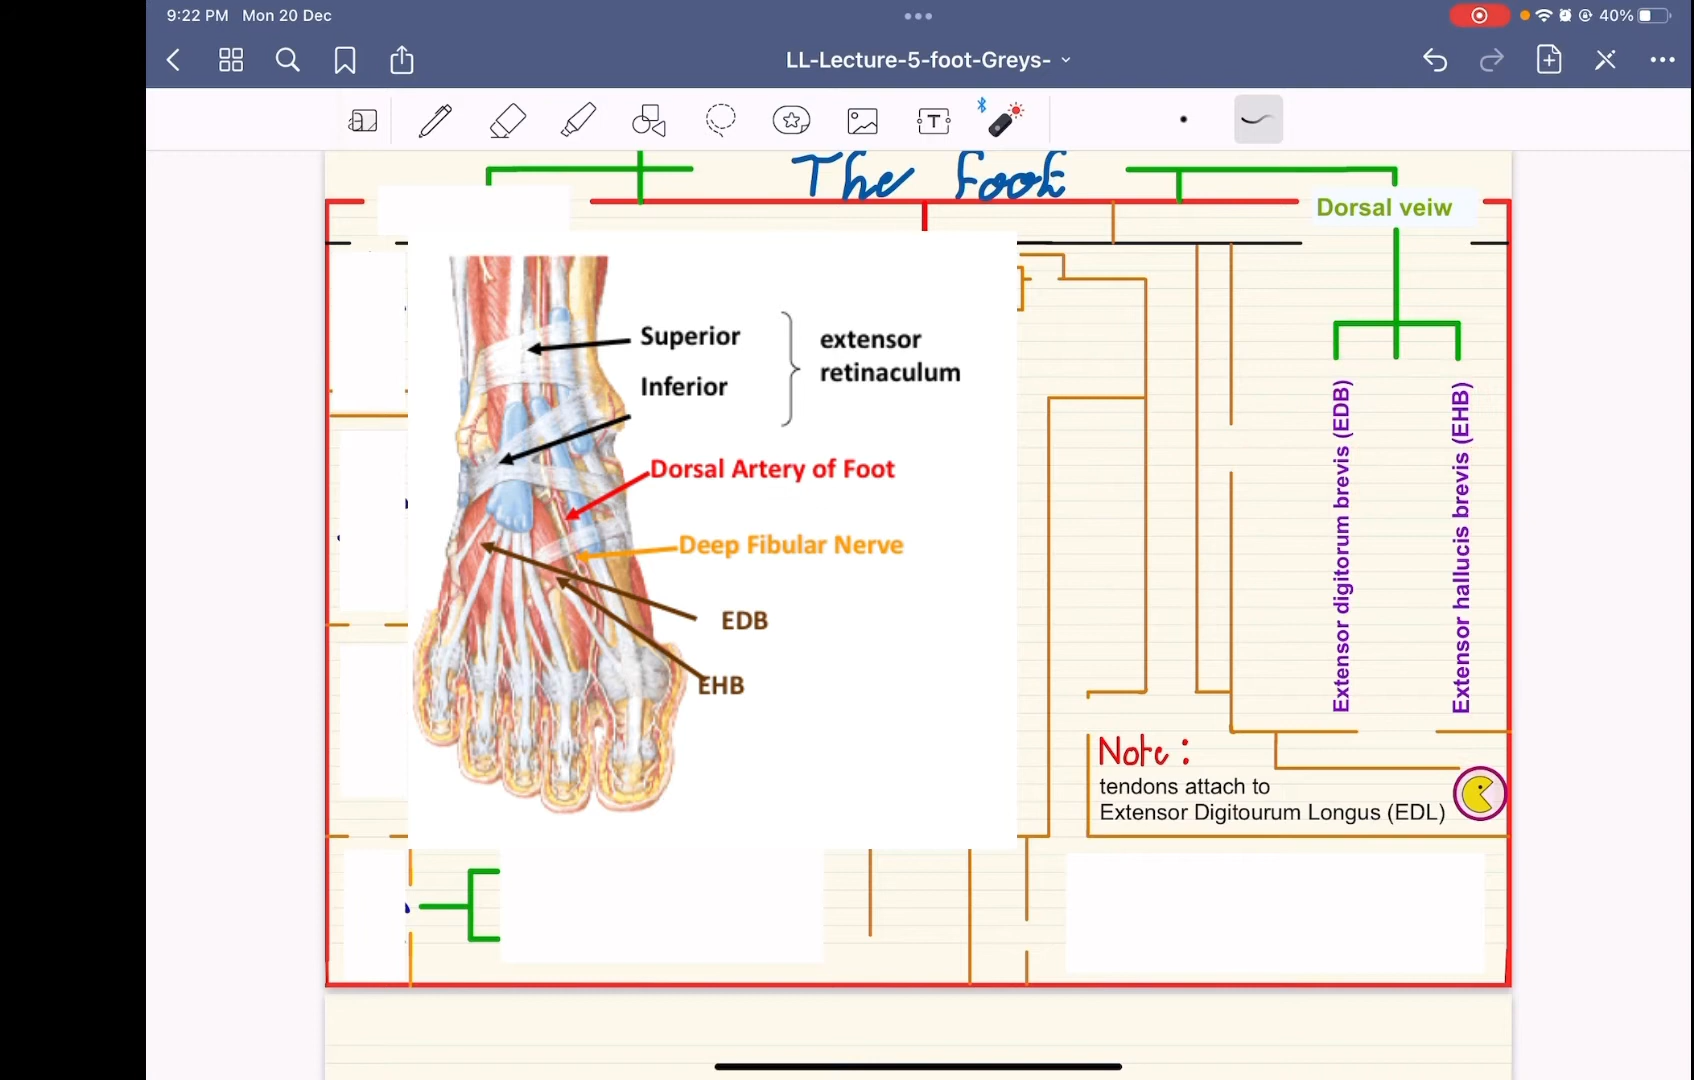 9:22 PM Mon 20 Dec
40%
LL-Lecture-5-foot-Greys-
T
The foot
Dorsal veiw
Superior
Inferior
extensor
retinaculum
Dorsal Artery of Foot
Deep Fibular Nerve
EDB
EHB
Extensor digitorum brevis (EDB)
Extensor hallucis brevis (EHB)
Note:
tendons attach to
Extensor Digitourum Longus (EDL)